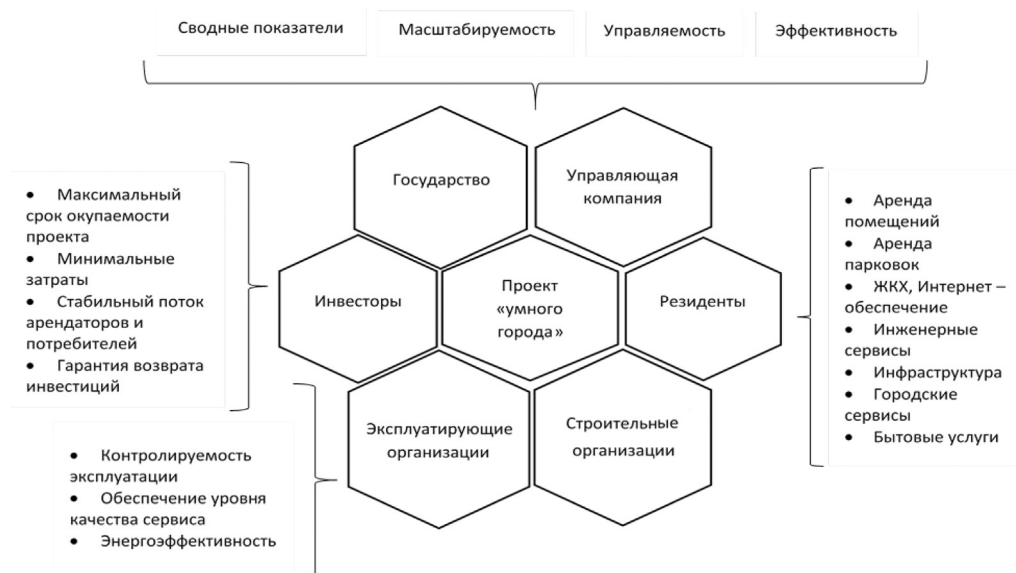 Сводные показатели
Масштабируемость
Управляемость
Эффективность
Государство
Управляющая
компания
• Максимальный
срок окупаемости
проекта
• Минимальные
затраты
• Стабильный поток
арендаторов и
потребителей
• Гарантия возврата
инвестиций
Инвесторы
Проект
«умного
города»
Резиденты
• Аренда
помещений
• Аренда
парковок
• ЖКХ, Интернет –
обеспечение
• Инженерные
сервисы
• Инфраструктура
• Городские
сервисы
• Бытовые услуги
Эксплуатирующие
организации
Строительные
организации
• Контролируемость
эксплуатации
• Обеспечение уровня
качества сервиса
• Энергоэффективность